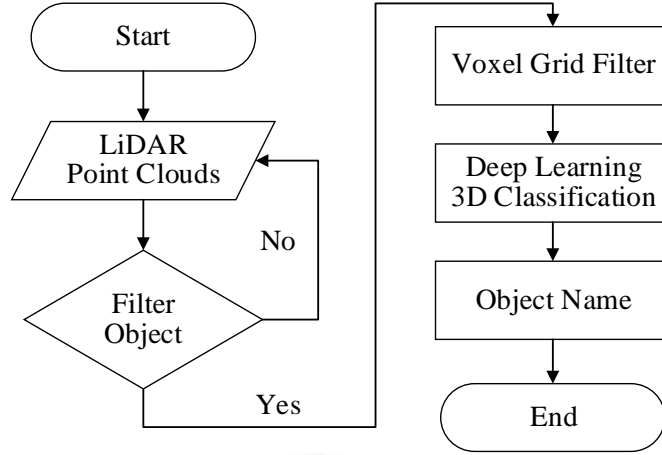 Start
LiDAR
Point Clouds
No
Filter
Object
Yes
Voxel Grid Filter
Deep Learning
3D Classification
Object Name
End